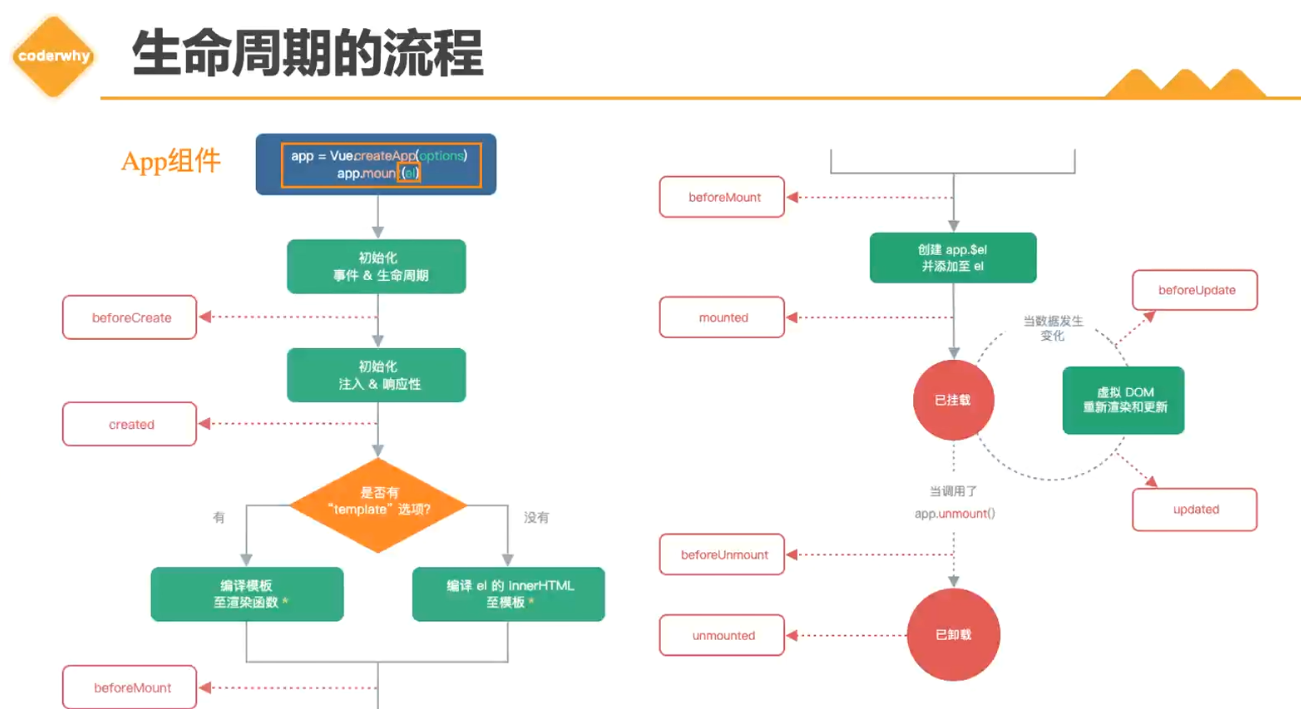 coderwhy
生命周期的流程
App组件
app = Vue.createApp(options)
app.mount(el)
初始化
事件 & 生命周期
beforeCreate
初始化
注入 & 响应性
created
是否有
“template” 选项?
有
没有
编译模板
至渲染函数 *
编译 el 的 InnerHTML
至模板 *
beforeMount
beforeMount
创建 app.$el
并添加至 el
mounted
beforeUpdate
当数据发生
变化
已挂载
虚拟 DOM
重新渲染和更新
updated
当调用了
app.unmount()
beforeUnmount
unmounted
已卸载